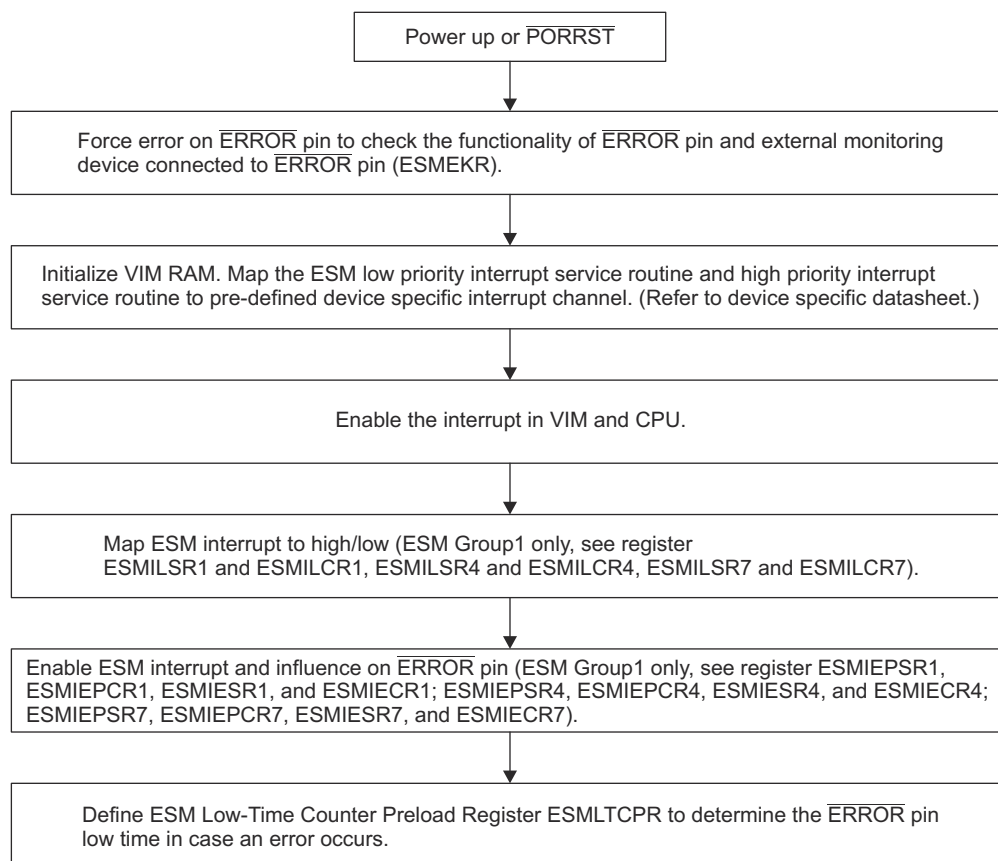 Power up or PORRST
Force error on ERROR pin to check the functionality of ERROR pin and external monitoring
device connected to ERROR pin (ESMEKR).
Initialize VIM RAM. Map the ESM low priority interrupt service routine and high priority interrupt
service routine to pre-defined device specific interrupt channel. (Refer to device specific datasheet.)
Enable the interrupt in VIM and CPU.
Map ESM interrupt to high/low (ESM Group1 only, see register
ESMILSR1 and ESMILCR1, ESMILSR4 and ESMILCR4, ESMILSR7 and ESMILCR7).
Enable ESM interrupt and influence on ERROR pin (ESM Group1 only, see register ESMIEPSR1,
ESMIEPCR1, ESMIESR1, and ESMIECR1; ESMIEPSR4, ESMIEPCR4, ESMIESR4, and ESMIECR4;
ESMIEPSR7, ESMIEPCR7, ESMIESR7, and ESMIECR7).
Define ESM Low-Time Counter Preload Register ESMLTCPR to determine the ERROR pin
low time in case an error occurs.